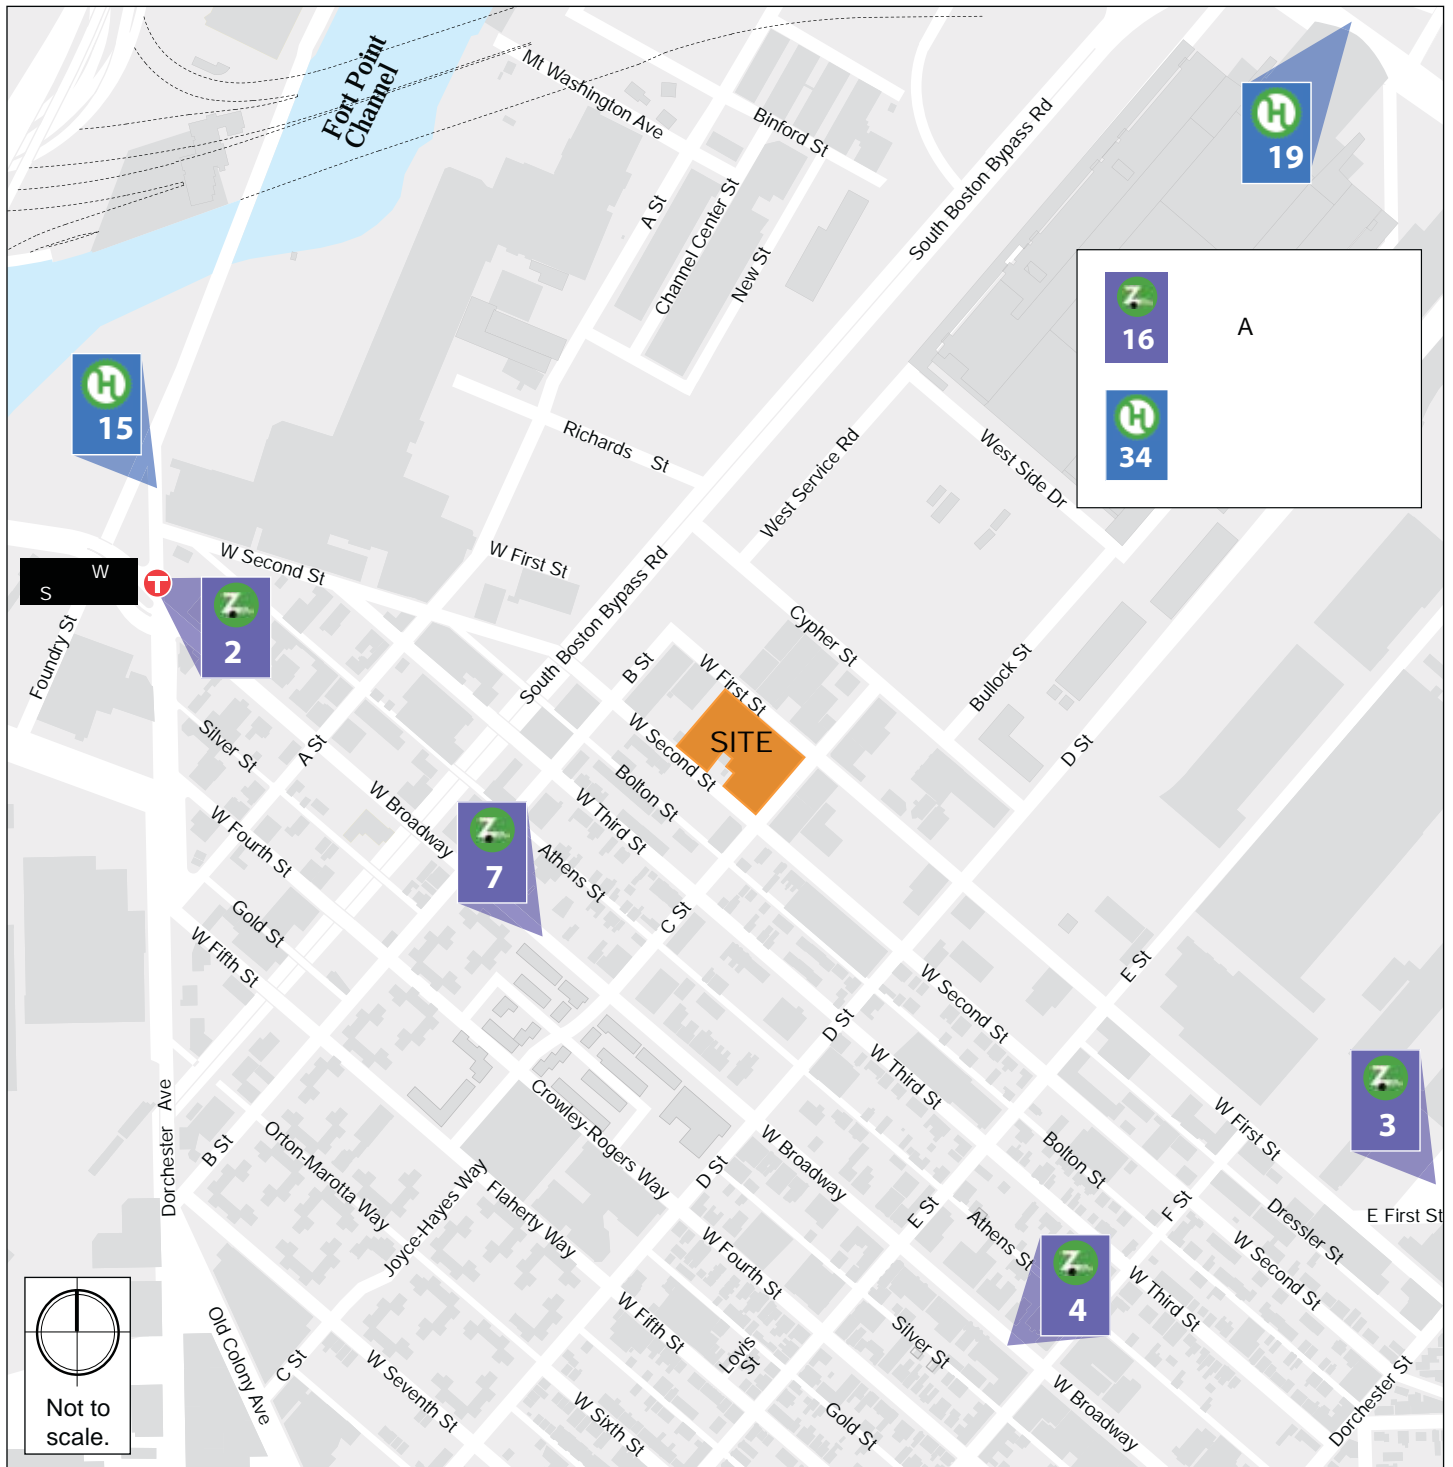 Fort Point
Channel
Mt Washington Ave
Binford St
A St
Channel Center St
New St
South Boston Bypass Rd
H
19
Z
16
A
H
34
H
15
Richards St
West Service Rd
West Side Dr
W Second St
W First St
South Boston Bypass Rd
W
S
T
Z
2
Foundry St
Cypher St
B St
W First St
Bullock St
D St
SITE
W Second St
Bolton St
W Third St
Silver St
A St
W Broadway
W Fourth St
Z
7
Athens St
C St
Gold St
W Fifth St
W Second St
E St
D St
W Third St
Dorchester Ave
B St
Orton-Marotta Way
Joyce-Hayes Way
Flaherty Way
Crowley-Rogers Way
D St
W Broadway
E St
Bolton St
W First St
Z
3
E First St
F St
Dressler St
W Second St
Athens St
Z
4
W Third St
W Fourth St
W Fifth St
Lovis
St
Silver St
W Broadway
Dorchester St
Gold St
W Sixth St
W Seventh St
C St
Old Colony Ave
Not to
scale.